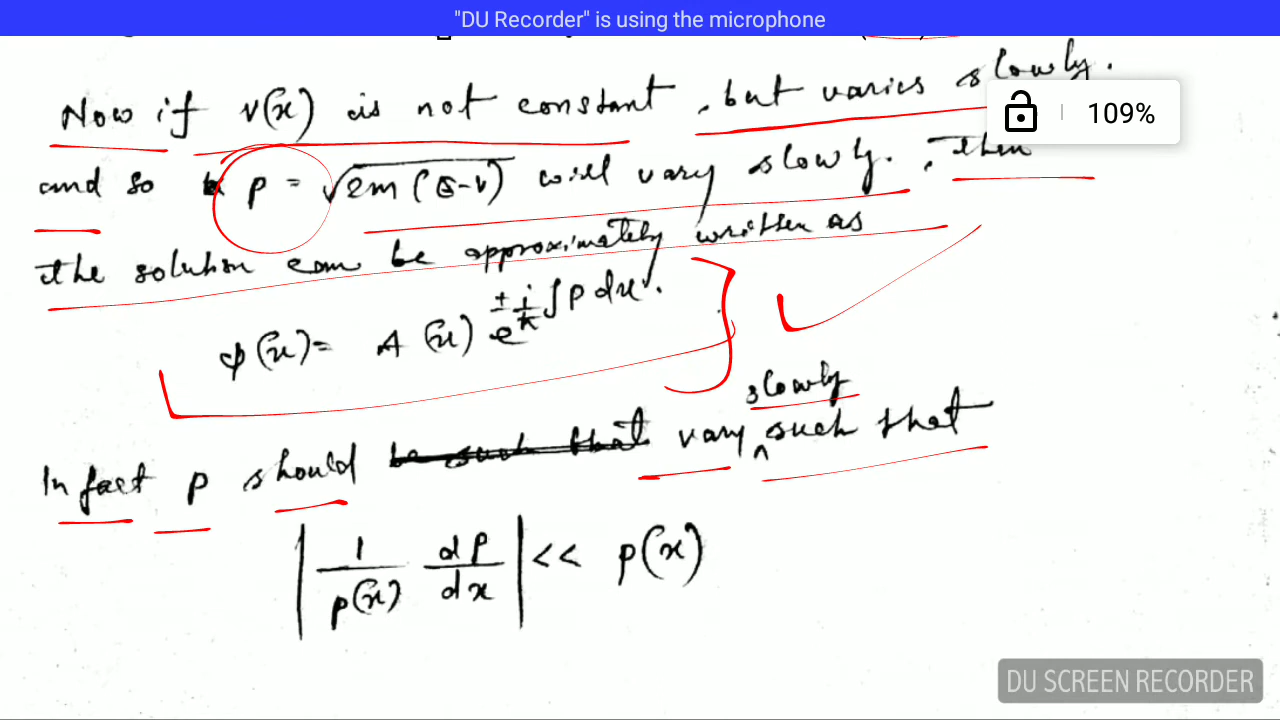 "DU Recorder" is using the microphone
Now if V(x) is not constant, but varies slowly.
109%
and so p = √2m(E-V) will vary slowly. , then
the solution can be approximately written as
ψ(x) = A(x) e^{± i/ħ ∫ p dx}.
slowly
In fact p should be such that vary ^ such that
| 1/p(x) dp/dx | << p(x)
DU SCREEN RECORDER